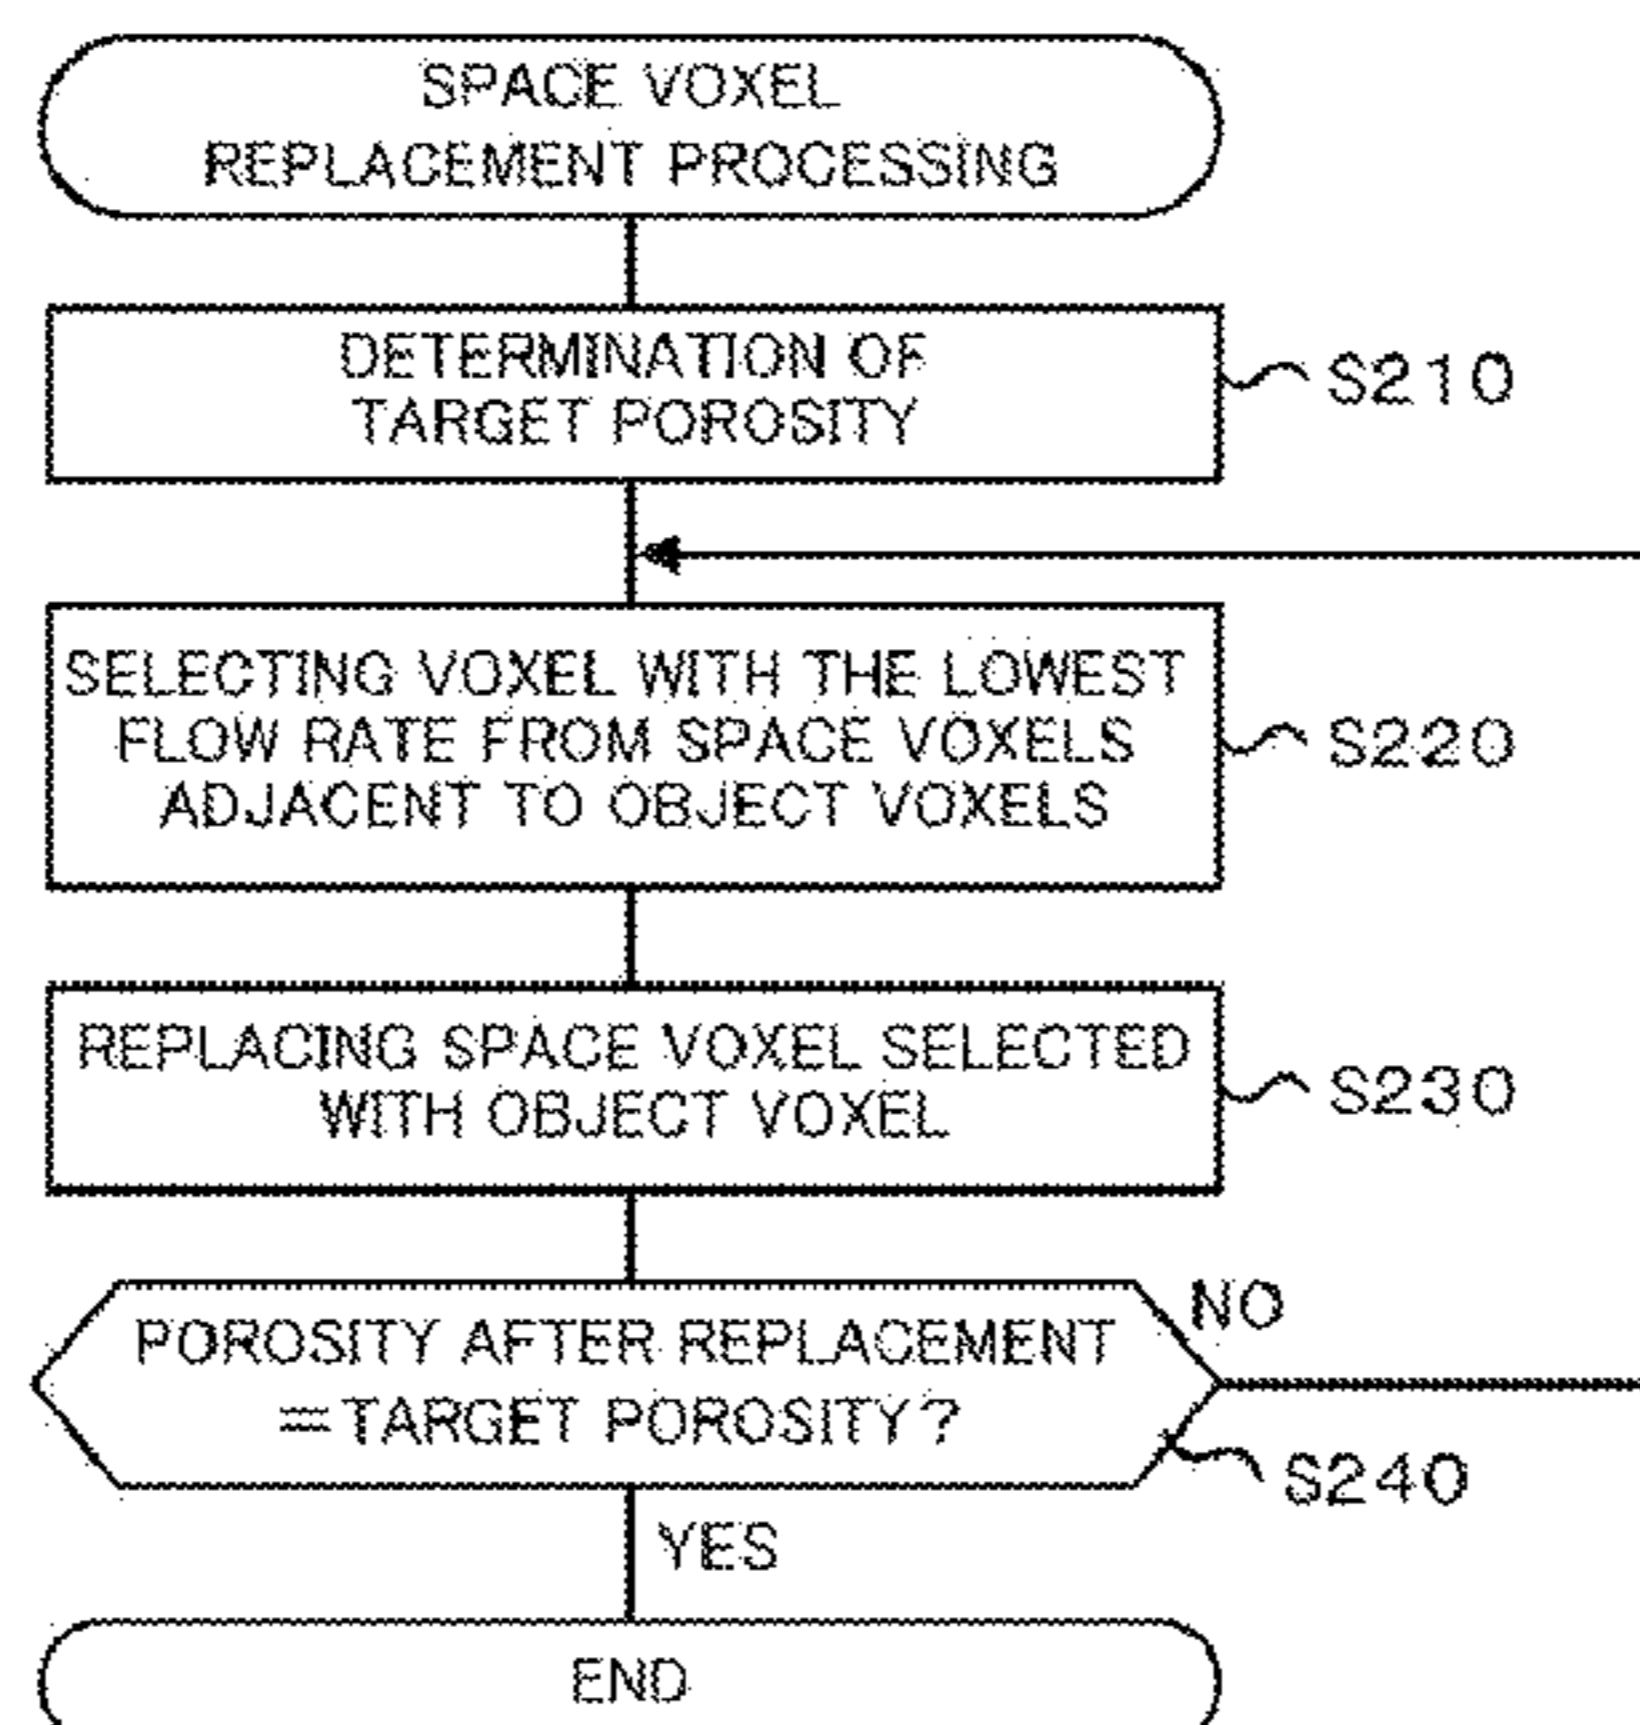 SPACE VOXEL
REPLACEMENT PROCESSING
DETERMINATION OF
TARGET POROSITY
S210
SELECTING VOXEL WITH THE LOWEST
FLOW RATE FROM SPACE VOXELS
ADJACENT TO OBJECT VOXELS
S220
REPLACING SPACE VOXEL SELECTED
WITH OBJECT VOXEL
S230
NO
POROSITY AFTER REPLACEMENT
=TARGET POROSITY?
S240
YES
END